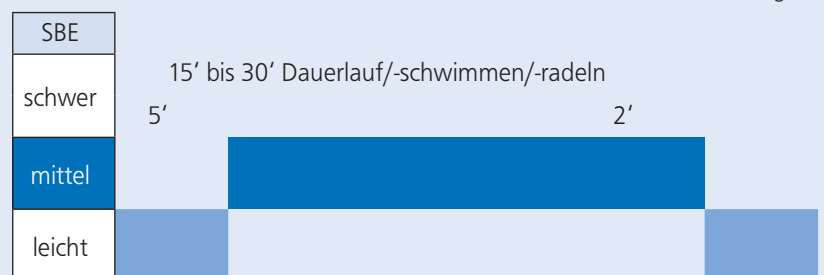 SBE
15‘ bis 30‘ Dauerlauf/-schwimmen/-radeln
schwer
5‘ 2‘
mittel
leicht